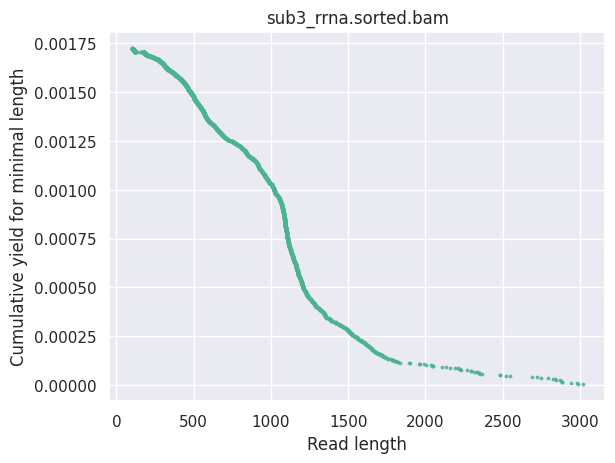 sub3_rrna.sorted.bam
Cumulative yield for minimal length
0.00175
0.00150
0.00125
0.00100
0.00075
0.00050
0.00025
0.00000
0 500 1000 1500 2000 2500 3000
Read length